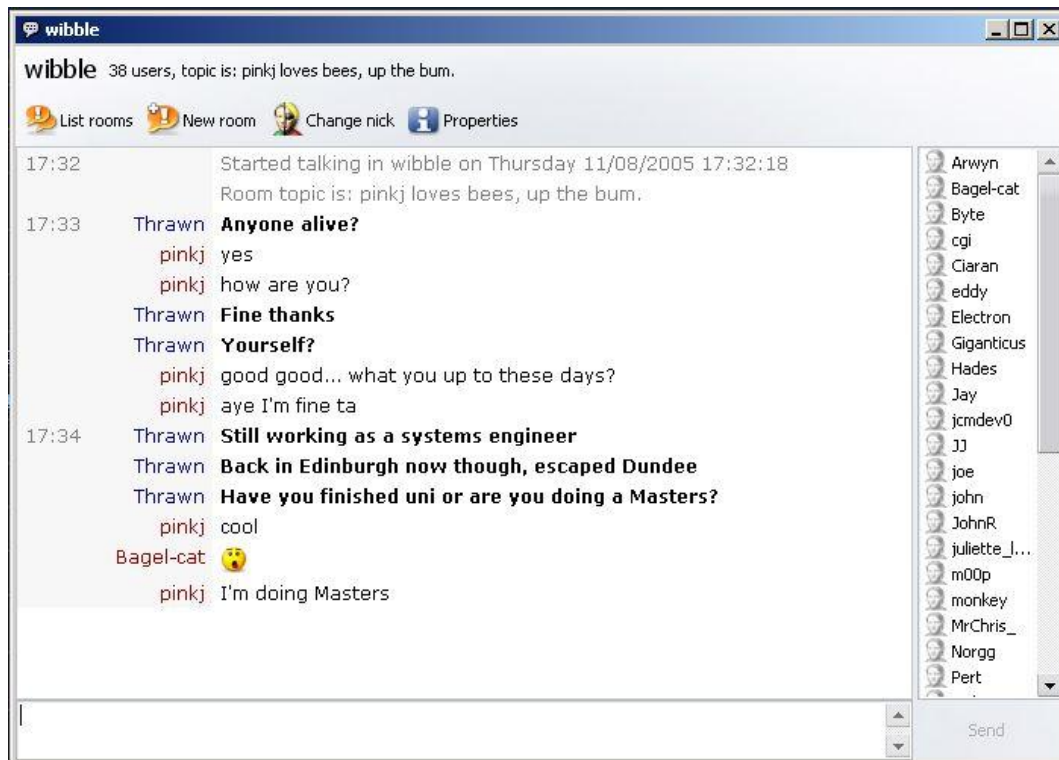 wibble
wibble 38 users, topic is: pinkj loves bees, up the bum.
List rooms New room Change nick Properties
17:32 Started talking in wibble on Thursday 11/08/2005 17:32:18
Room topic is: pinkj loves bees, up the bum.
17:33 Thrawn Anyone alive?
pinkj yes
pinkj how are you?
Thrawn Fine thanks
Thrawn Yourself?
pinkj good good... what you up to these days?
pinkj aye I'm fine ta
17:34 Thrawn Still working as a systems engineer
Thrawn Back in Edinburgh now though, escaped Dundee
Thrawn Have you finished uni or are you doing a Masters?
pinkj cool
Bagel-cat
pinkj I'm doing Masters
Arwyn
Bagel-cat
Byte
cgi
Ciaran
eddy
Electron
Giganticus
Hades
Jay
jcmdev0
JJ
joe
john
JohnR
juliette_l...
m00p
monkey
MrChris_
Norgg
Pert
Send